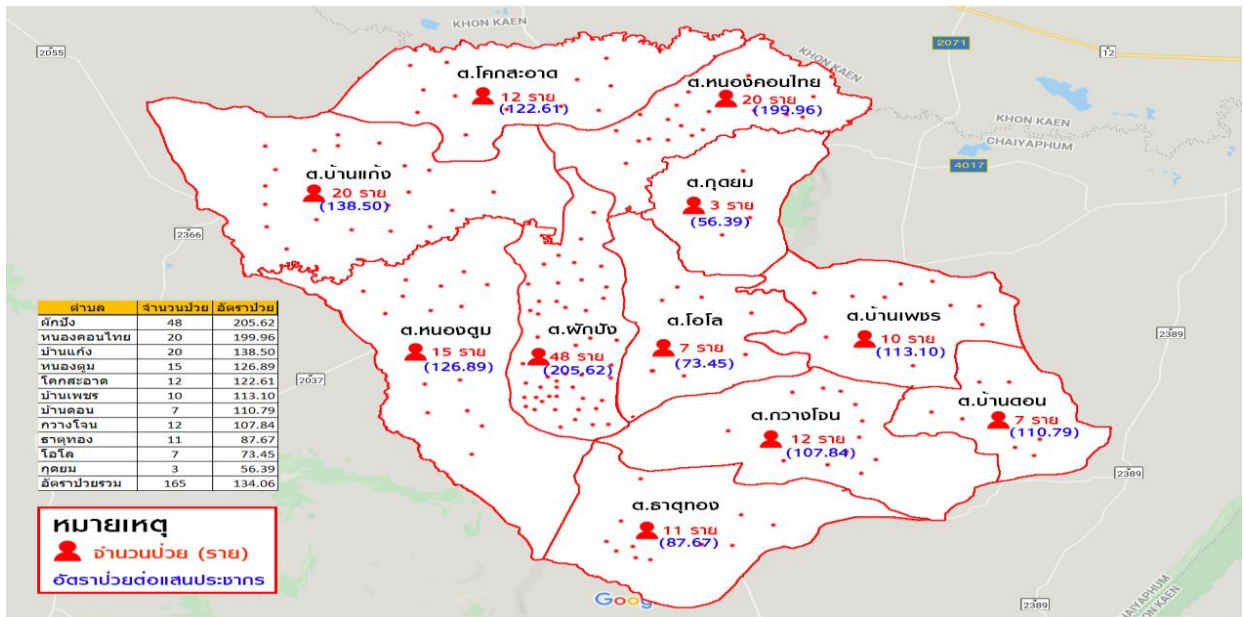 KHON KAEN
2055
2071
12
ต.โคกสะอาด
12 ราย
(122.61)
ต.หนองคอนไทย
20 ราย
(199.96)
KHON KAEN
KHON KAEN
CHAIYAPHUM
4017
ต.บ้านแก้ง
20 ราย
(138.50)
ต.กุดยม
3 ราย
(56.39)
2366
ตำบล จำนวนป่วย อัตราป่วย
ผักปัง 48 205.62
หนองคอนไทย 20 199.96
บ้านแก้ง 20 138.50
หนองตูม 15 126.89
โคกสะอาด 12 122.61
บ้านเพชร 10 113.10
บ้านดอน 7 110.79
กวางโจน 12 107.84
ธาตุทอง 11 87.67
โอโล 7 73.45
กุดยม 3 56.39
อัตราป่วยรวม 165 134.06
ต.หนองตูม
15 ราย
(126.89)
ต.ผักปัง
48 ราย
(205.62)
ต.โอโล
7 ราย
(73.45)
ต.บ้านเพชร
10 ราย
(113.10)
2389
2037
ต.บ้านดอน
7 ราย
(110.79)
ต.กวางโจน
12 ราย
(107.84)
2389
ต.ธาตุทอง
11 ราย
(87.67)
หมายเหตุ
จำนวนป่วย (ราย)
อัตราป่วยต่อแสนประชากร
Goog
2389
CHAIYAPHUM